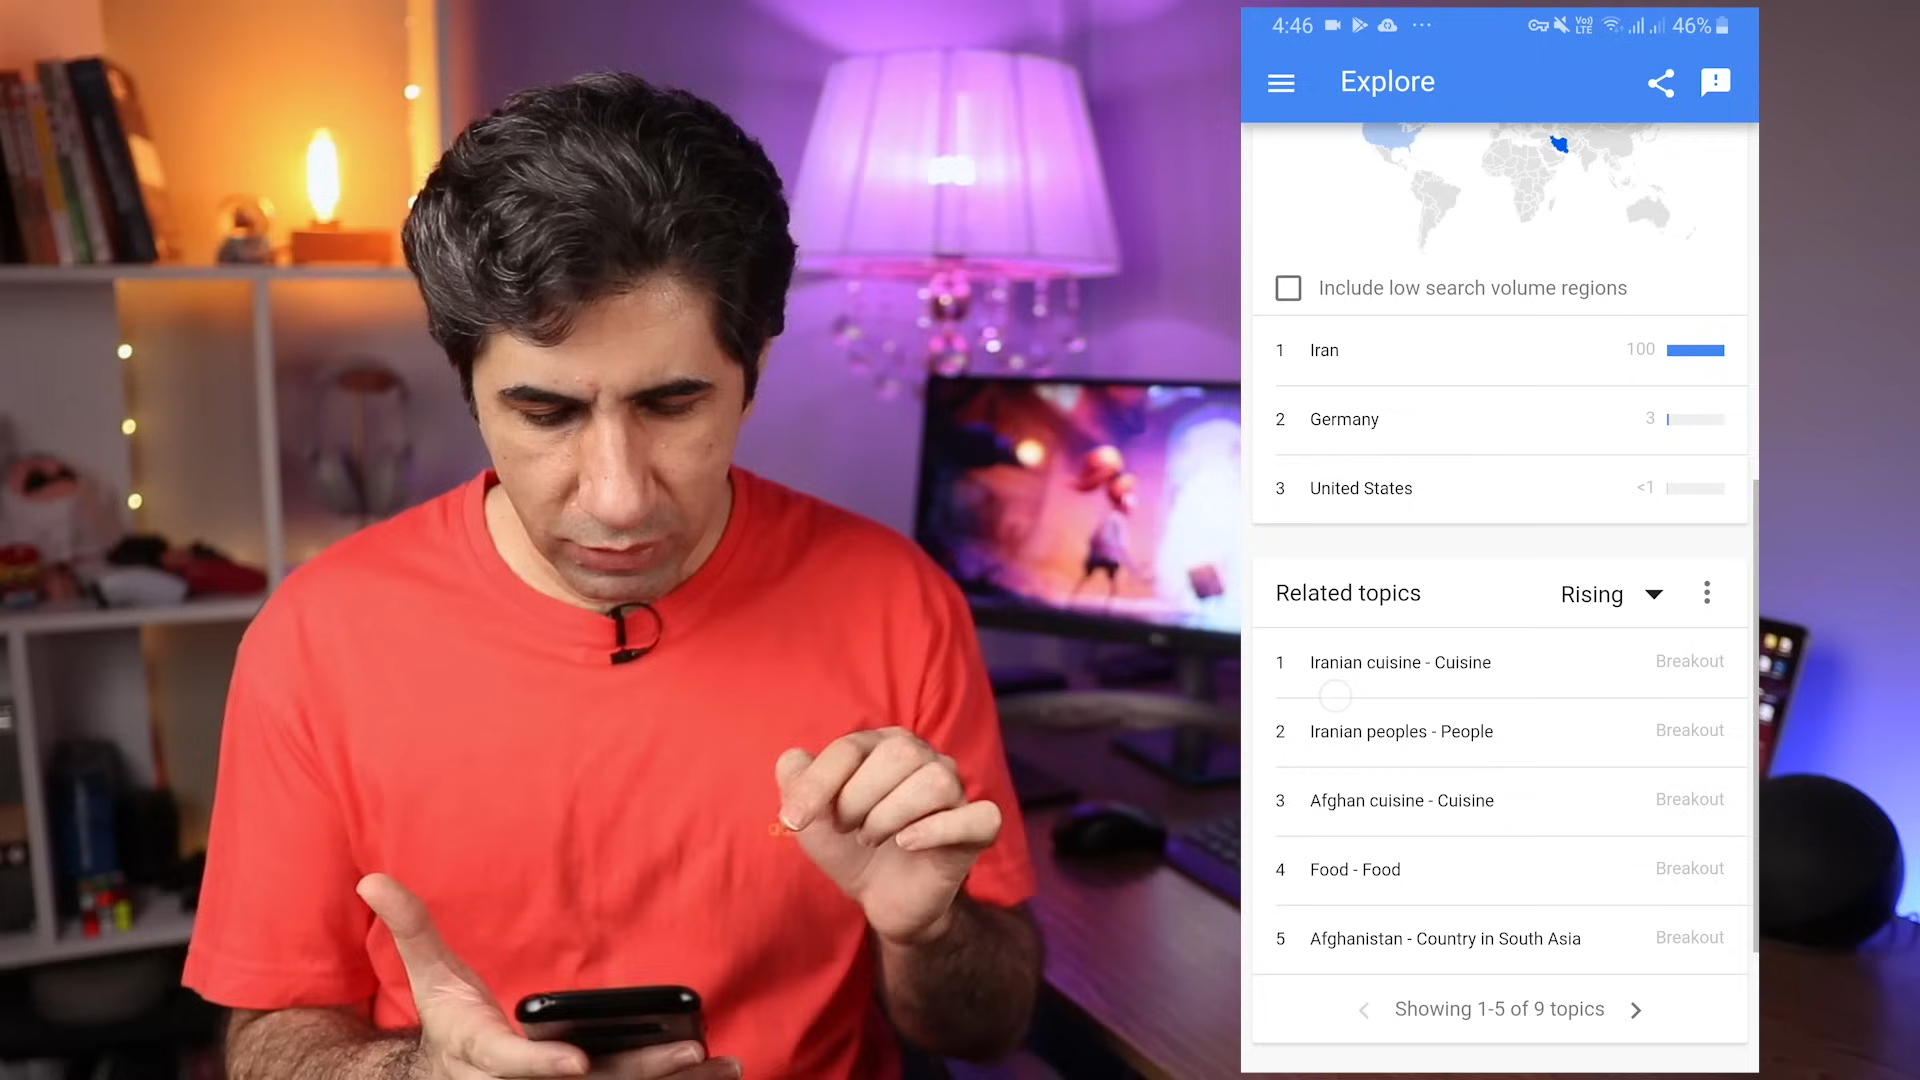 4:46 46%
Explore
Include low search volume regions
1 Iran 100
2 Germany 3
3 United States <1
Related topics Rising
1 Iranian cuisine - Cuisine Breakout
2 Iranian peoples - People Breakout
3 Afghan cuisine - Cuisine Breakout
4 Food - Food Breakout
5 Afghanistan - Country in South Asia Breakout
Showing 1-5 of 9 topics